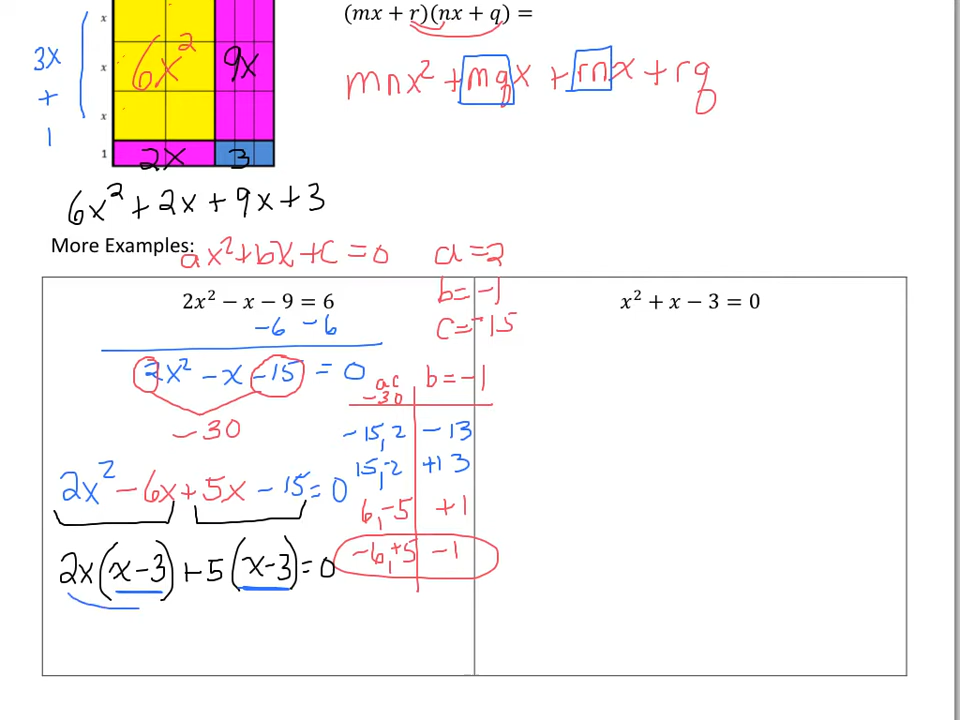 (mx + r)(nx + q) =
x
3x
+
1
x
x
1
6x²
9x
2x
3
mnx² + mqx + rnx + rq
6x² + 2x + 9x + 3
More Examples:
ax² + bx + c = 0
a = 2
b = -1
c = -15
2x² − x − 9 = 6
-6 -6
2x² - x - 15 = 0
-30
ac
-30
b = -1
-15, 2
-13
15, -2
+13
6, -5
+1
-6, +5
-1
2x² - 6x + 5x - 15 = 0
2x(x-3) + 5(x-3) = 0
x² + x − 3 = 0